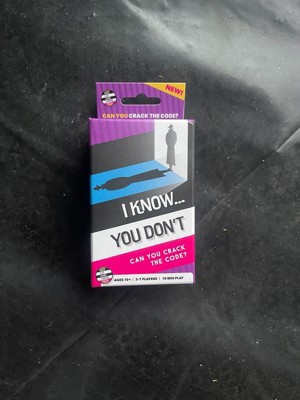 NEW!
CAN YOU CRACK THE CODE?
I KNOW...
YOU DON'T
CAN YOU CRACK
THE CODE?
AGES 10+ | 3-7 PLAYERS | 10 MIN PLAY